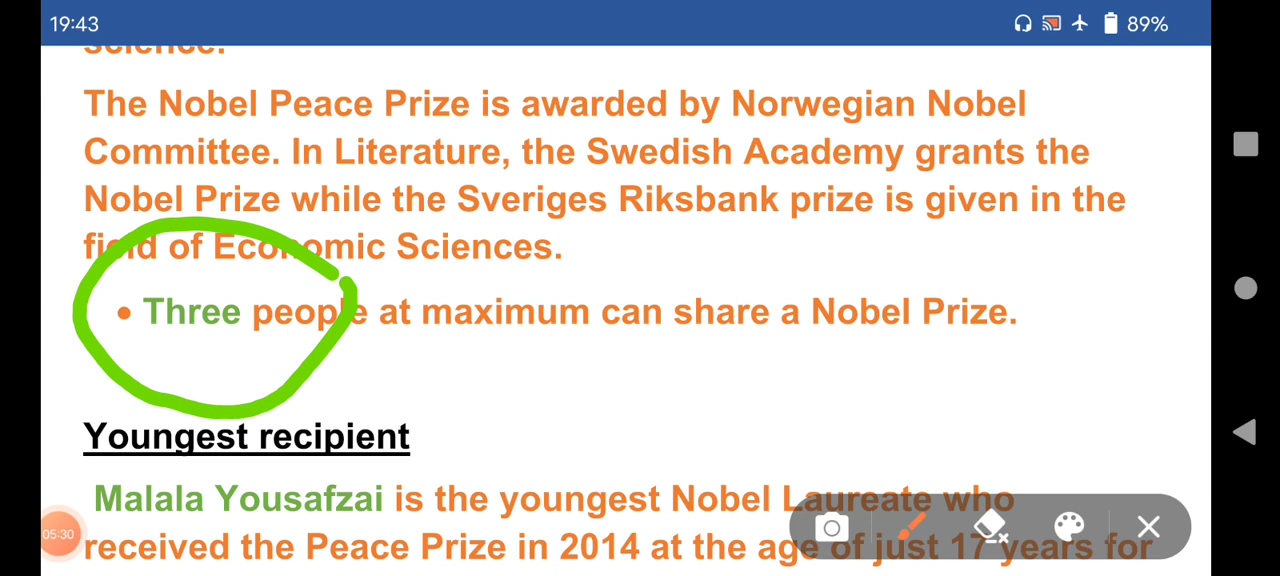 19:43
89%
science.
The Nobel Peace Prize is awarded by Norwegian Nobel
Committee. In Literature, the Swedish Academy grants the
Nobel Prize while the Sveriges Riksbank prize is given in the
field of Economic Sciences.
• Three people at maximum can share a Nobel Prize.
Youngest recipient
Malala Yousafzai is the youngest Nobel Laureate who
received the Peace Prize in 2014 at the age of just 17 years for
05:30